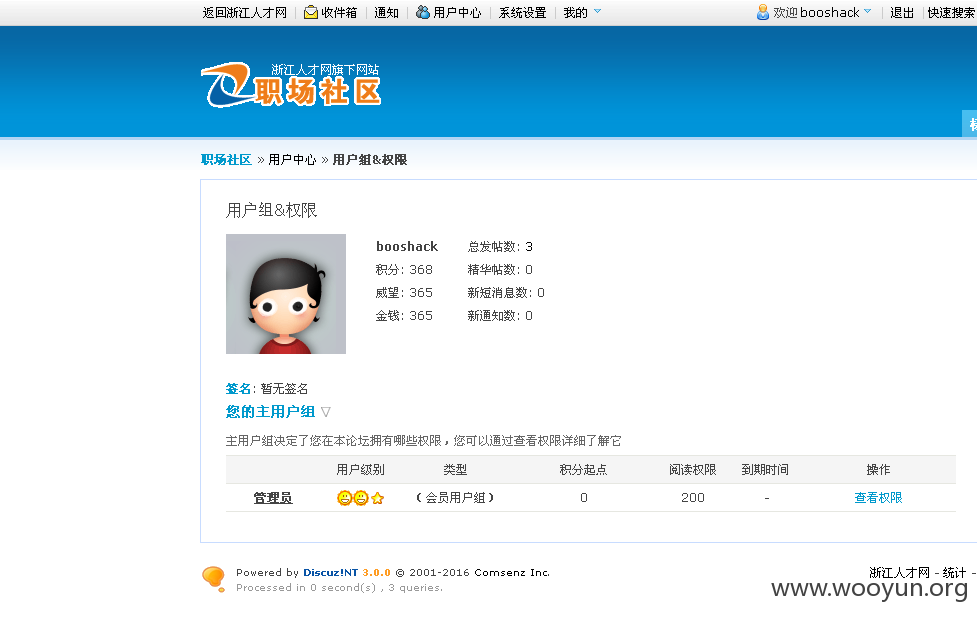 返回浙江人才网 收件箱 通知 用户中心 系统设置 我的 欢迎 booshack 退出 快速搜索
浙江人才网旗下网站
职场社区
职场社区 » 用户中心 » 用户组&权限
用户组&权限
booshack 总发帖数: 3
积分: 368 精华帖数: 0
威望: 365 新短消息数: 0
金钱: 365 新通知数: 0
签名: 暂无签名
您的主用户组 ▽
主用户组决定了您在本论坛拥有哪些权限，您可以通过查看权限详细了解它
用户级别 类型 积分起点 阅读权限 到期时间 操作
管理员 ( 会员用户组 ) 0 200 - 查看权限
Powered by Discuz!NT 3.0.0 © 2001-2016 Comsenz Inc. 浙江人才网 - 统计 -
Processed in 0 second(s) , 3 queries.
www.wooyun.org